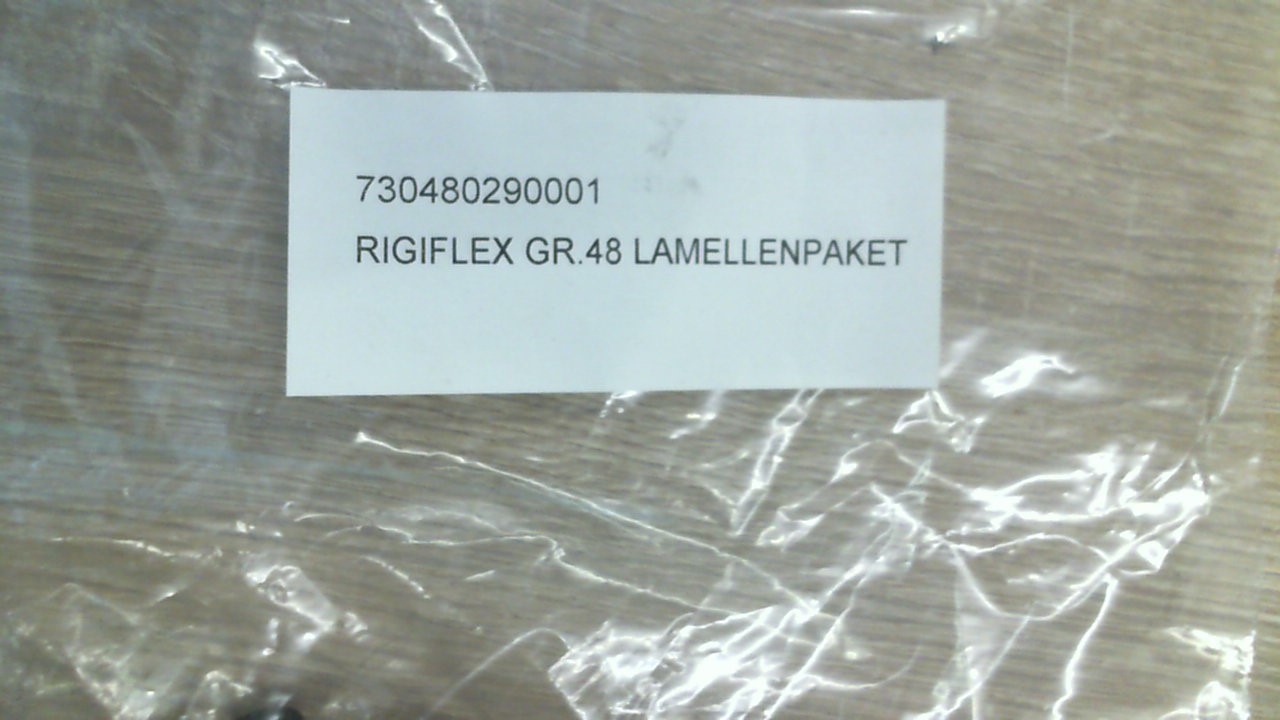 730480290001
RIGIFLEX GR.48 LAMELLENPAKET